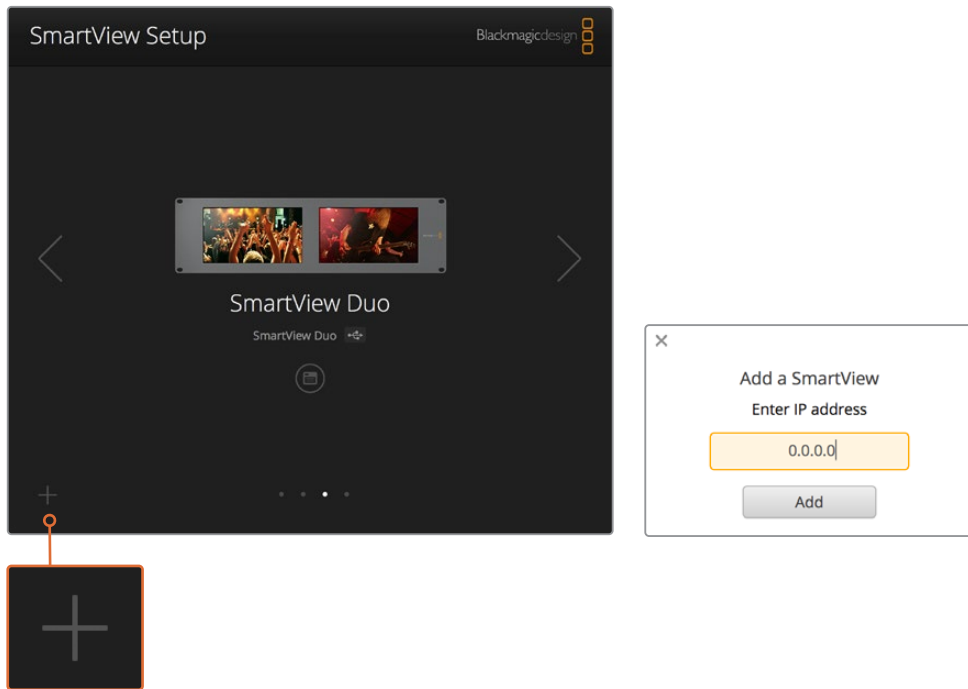 SmartView Setup
Blackmagicdesign
SmartView Duo
SmartView Duo
Add a SmartView
Enter IP address
0.0.0.0
Add